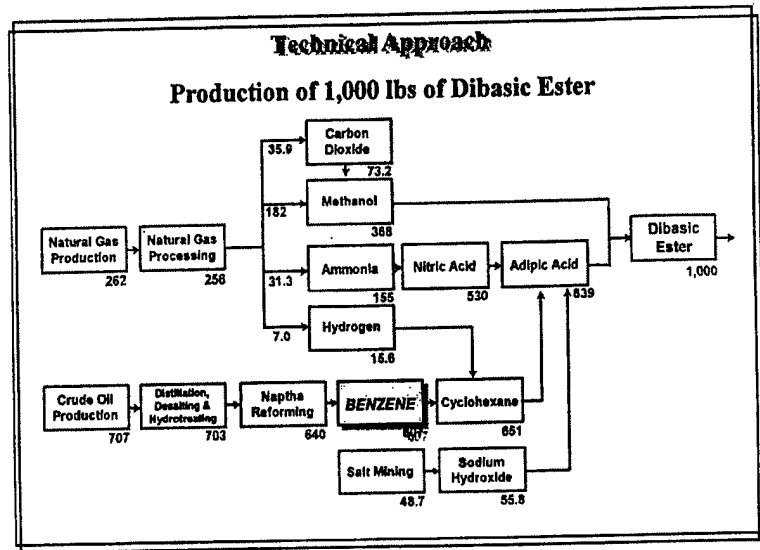 Technical Approach
Production of 1,000 lbs of Dibasic Ester
Carbon
Dioxide
35.9
73.2
Methanol
182
368
Natural Gas
Production
262
Natural Gas
Processing
256
Dibasic
Ester
1,000
Ammonia
31.3
155
Nitric Acid
530
Adipic Acid
839
Hydrogen
7.0
15.6
Crude Oil
Production
707
Distillation,
Desalting &
Hydrotreating
703
Naptha
Reforming
640
BENZENE
607
Cyclohexane
651
Salt Mining
48.7
Sodium
Hydroxide
55.8